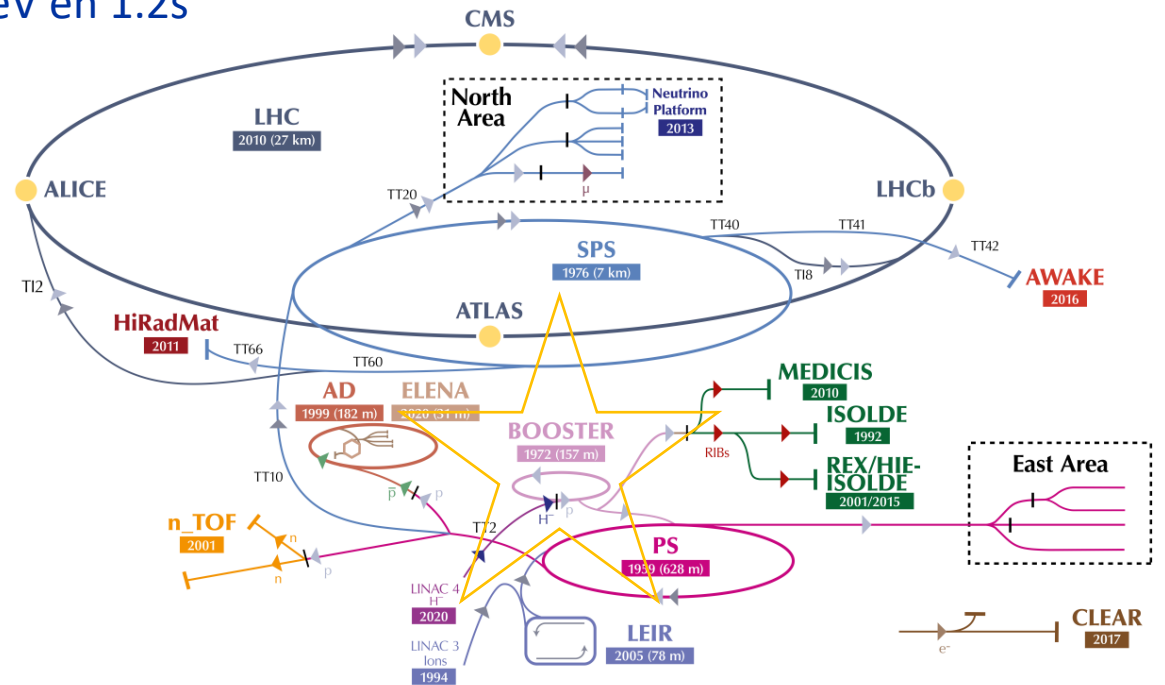 eV en 1.2s
CMS
North
Area
Neutrino
Platform
2013
LHC
2010 (27 km)
μ
ALICE
LHCb
TT20
TT40
TT41
TT42
SPS
1976 (7 km)
TI8
AWAKE
2016
TI2
ATLAS
HiRadMat
2011
TT66
TT60
MEDICIS
2010
AD
1999 (182 m)
ELENA
2020 (31 m)
ISOLDE
1992
BOOSTER
1972 (157 m)
RIBs
REX/HIE-
ISOLDE
2001/2015
East Area
TT10
p̅
p
H⁻
p
n_TOF
2001
TT2
n
n
p
PS
1959 (628 m)
LINAC 4
H⁻
2020
LEIR
2005 (78 m)
LINAC 3
Ions
1994
CLEAR
2017
e⁻